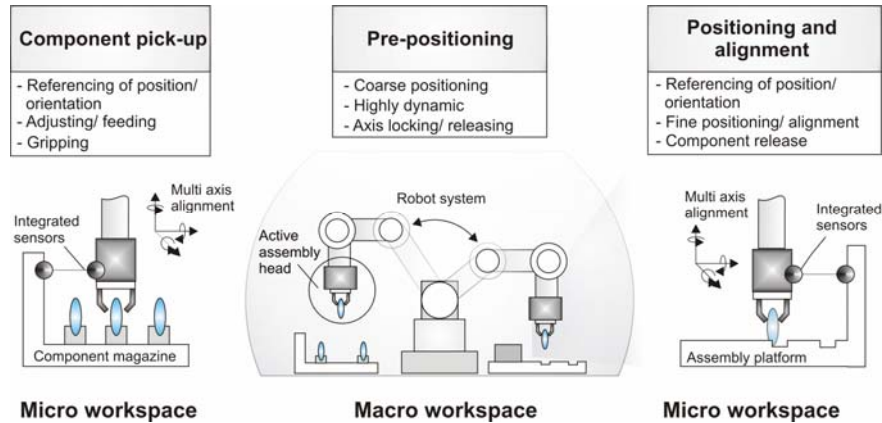 Component pick-up
- Referencing of position/
orientation
- Adjusting/ feeding
- Gripping
Pre-positioning
- Coarse positioning
- Highly dynamic
- Axis locking/ releasing
Positioning and
alignment
- Referencing of position/
orientation
- Fine positioning/ alignment
- Component release
Multi axis
alignment
Integrated
sensors
Component magazine
Robot system
Active
assembly
head
Multi axis
alignment
Integrated
sensors
Assembly platform
Micro workspace
Macro workspace
Micro workspace